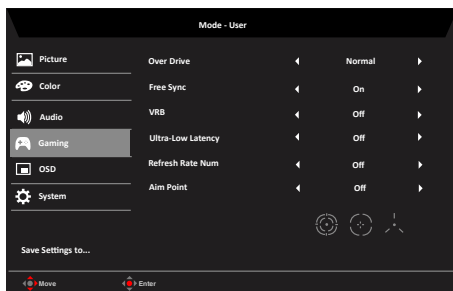 Mode - User
Picture
Color
Audio
Gaming
OSD
System
Save Settings to...
Over Drive Normal
Free Sync On
VRB Off
Ultra-Low Latency Off
Refresh Rate Num Off
Aim Point Off
Move Enter